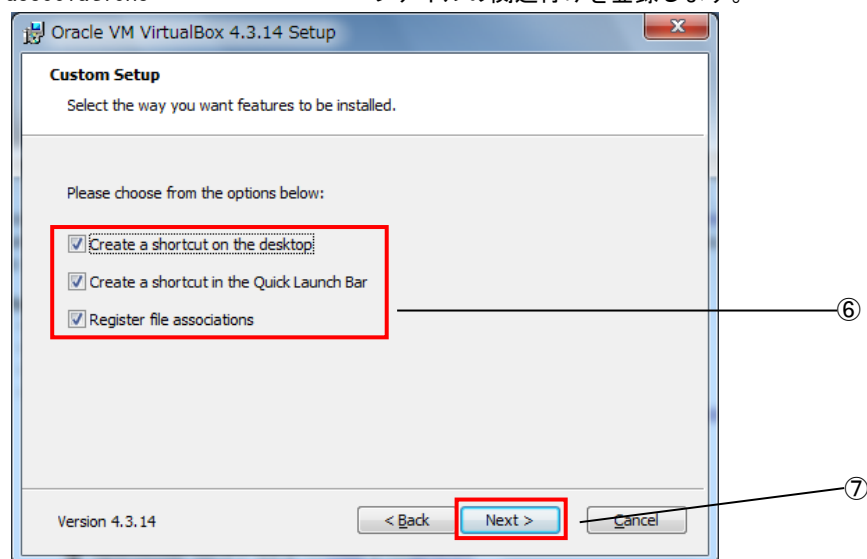 Oracle VM VirtualBox 4.3.14 Setup
Custom Setup
Select the way you want features to be installed.
Please choose from the options below:
Create a shortcut on the desktop
Create a shortcut in the Quick Launch Bar
Register file associations
⑥
⑦
Version 4.3.14
< Back
Next >
Cancel